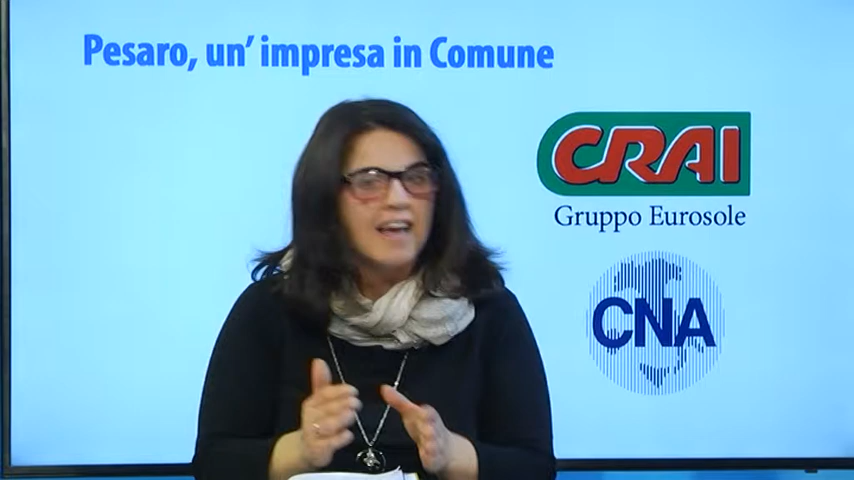 Pesaro, un' impresa in Comune
CRAI
Gruppo Eurosole
CNA